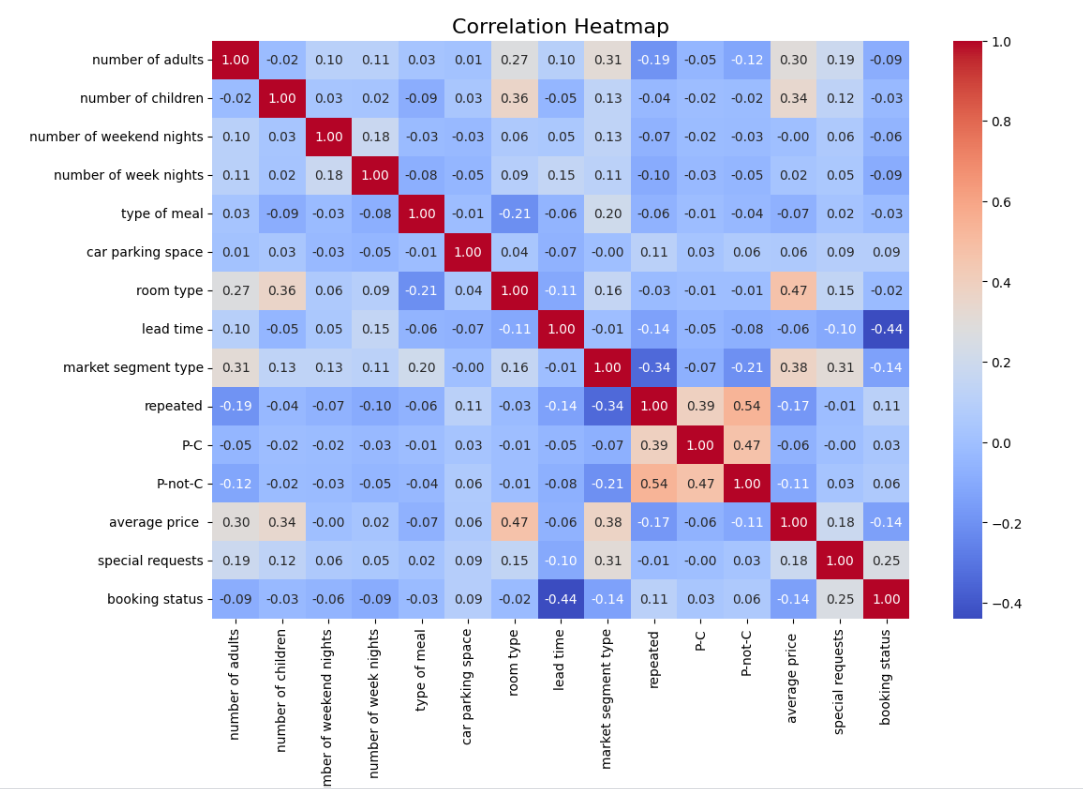 Correlation Heatmap
number of adults 1.00 -0.02 0.10 0.11 0.03 0.01 0.27 0.10 0.31 -0.19 -0.05 -0.12 0.30 0.19 -0.09
number of children -0.02 1.00 0.03 0.02 -0.09 0.03 0.36 -0.05 0.13 -0.04 -0.02 -0.02 0.34 0.12 -0.03
number of weekend nights 0.10 0.03 1.00 0.18 -0.03 -0.03 0.06 0.05 0.13 -0.07 -0.02 -0.03 -0.00 0.06 -0.06
number of week nights 0.11 0.02 0.18 1.00 -0.08 -0.05 0.09 0.15 0.11 -0.10 -0.03 -0.05 0.02 0.05 -0.09
type of meal 0.03 -0.09 -0.03 -0.08 1.00 -0.01 -0.21 -0.06 0.20 -0.06 -0.01 -0.04 -0.07 0.02 -0.03
car parking space 0.01 0.03 -0.03 -0.05 -0.01 1.00 0.04 -0.07 -0.00 0.11 0.03 0.06 0.06 0.09 0.09
room type 0.27 0.36 0.06 0.09 -0.21 0.04 1.00 -0.11 0.16 -0.03 -0.01 -0.01 0.47 0.15 -0.02
lead time 0.10 -0.05 0.05 0.15 -0.06 -0.07 -0.11 1.00 -0.01 -0.14 -0.05 -0.08 -0.06 -0.10 -0.44
market segment type 0.31 0.13 0.13 0.11 0.20 -0.00 0.16 -0.01 1.00 -0.34 -0.07 -0.21 0.38 0.31 -0.14
repeated -0.19 -0.04 -0.07 -0.10 -0.06 0.11 -0.03 -0.14 -0.34 1.00 0.39 0.54 -0.17 -0.01 0.11
P-C -0.05 -0.02 -0.02 -0.03 -0.01 0.03 -0.01 -0.05 -0.07 0.39 1.00 0.47 -0.06 -0.00 0.03
P-not-C -0.12 -0.02 -0.03 -0.05 -0.04 0.06 -0.01 -0.08 -0.21 0.54 0.47 1.00 -0.11 0.03 0.06
average price 0.30 0.34 -0.00 0.02 -0.07 0.06 0.47 -0.06 0.38 -0.17 -0.06 -0.11 1.00 0.18 -0.14
special requests 0.19 0.12 0.06 0.05 0.02 0.09 0.15 -0.10 0.31 -0.01 -0.00 0.03 0.18 1.00 0.25
booking status -0.09 -0.03 -0.06 -0.09 -0.03 0.09 -0.02 -0.44 -0.14 0.11 0.03 0.06 -0.14 0.25 1.00
number of adults
number of children
mber of weekend nights
number of week nights
type of meal
car parking space
room type
lead time
market segment type
repeated
P-C
P-not-C
average price
special requests
booking status
1.0
0.8
0.6
0.4
0.2
0.0
−0.2
−0.4